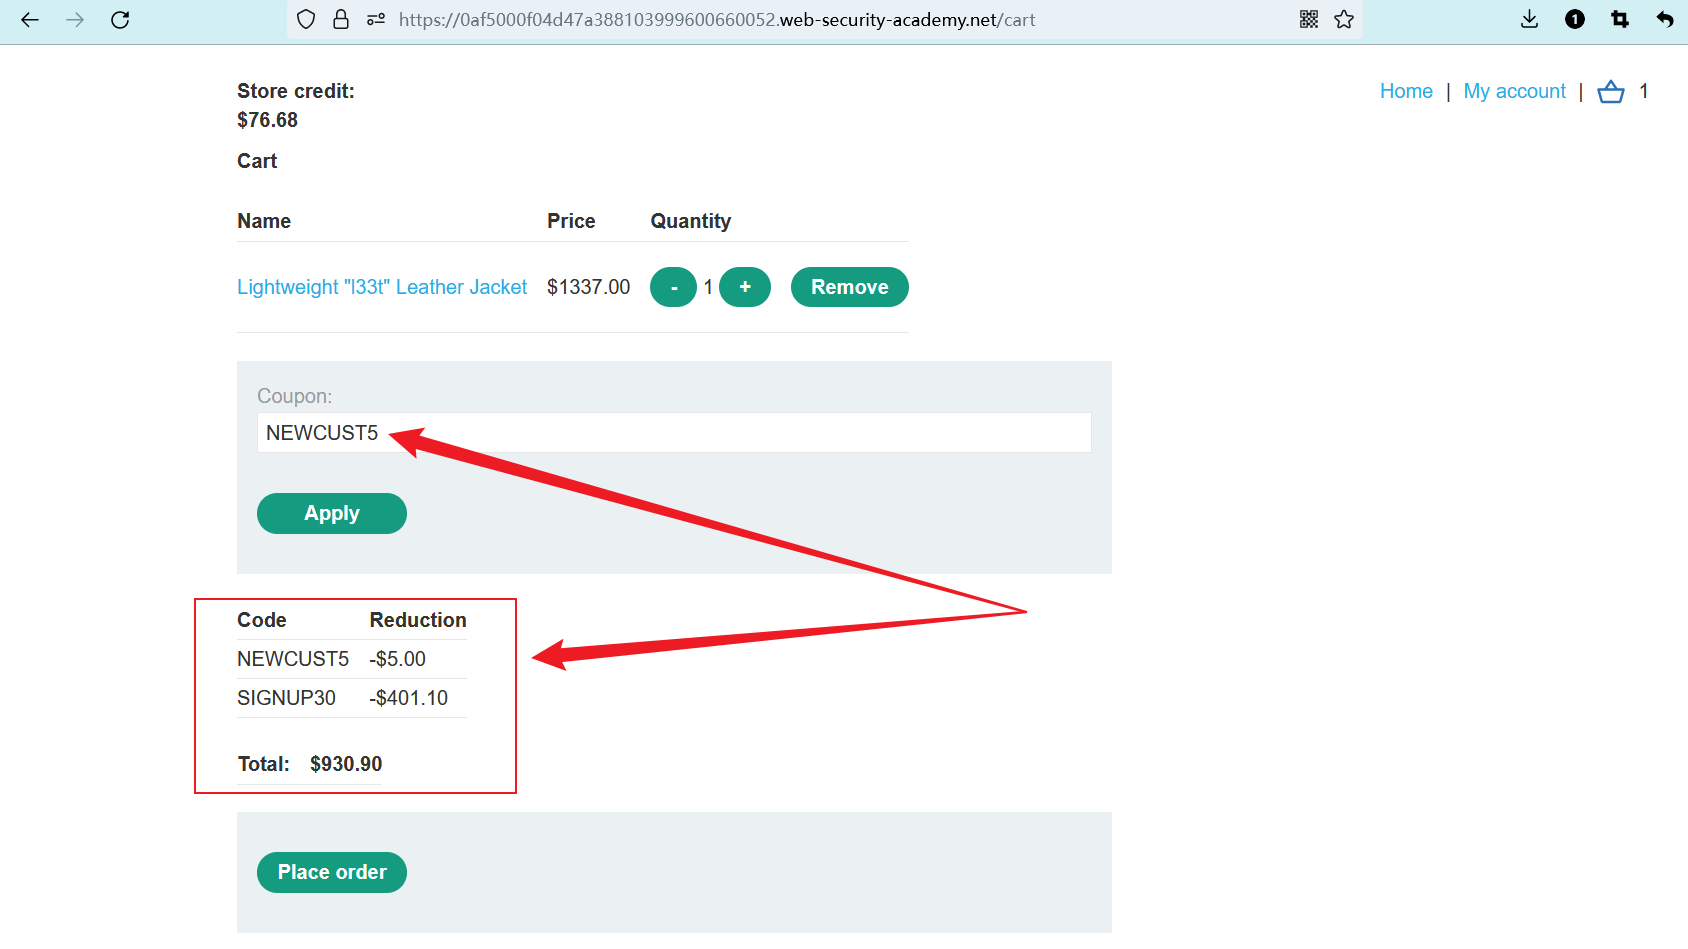 https://0af5000f04d47a388103999600660052.web-security-academy.net/cart
1
Store credit:
$76.68
Home | My account | 1
Cart
Name Price Quantity
Lightweight "l33t" Leather Jacket $1337.00 - 1 + Remove
Coupon:
NEWCUST5
Apply
Code Reduction
NEWCUST5 -$5.00
SIGNUP30 -$401.10
Total: $930.90
Place order